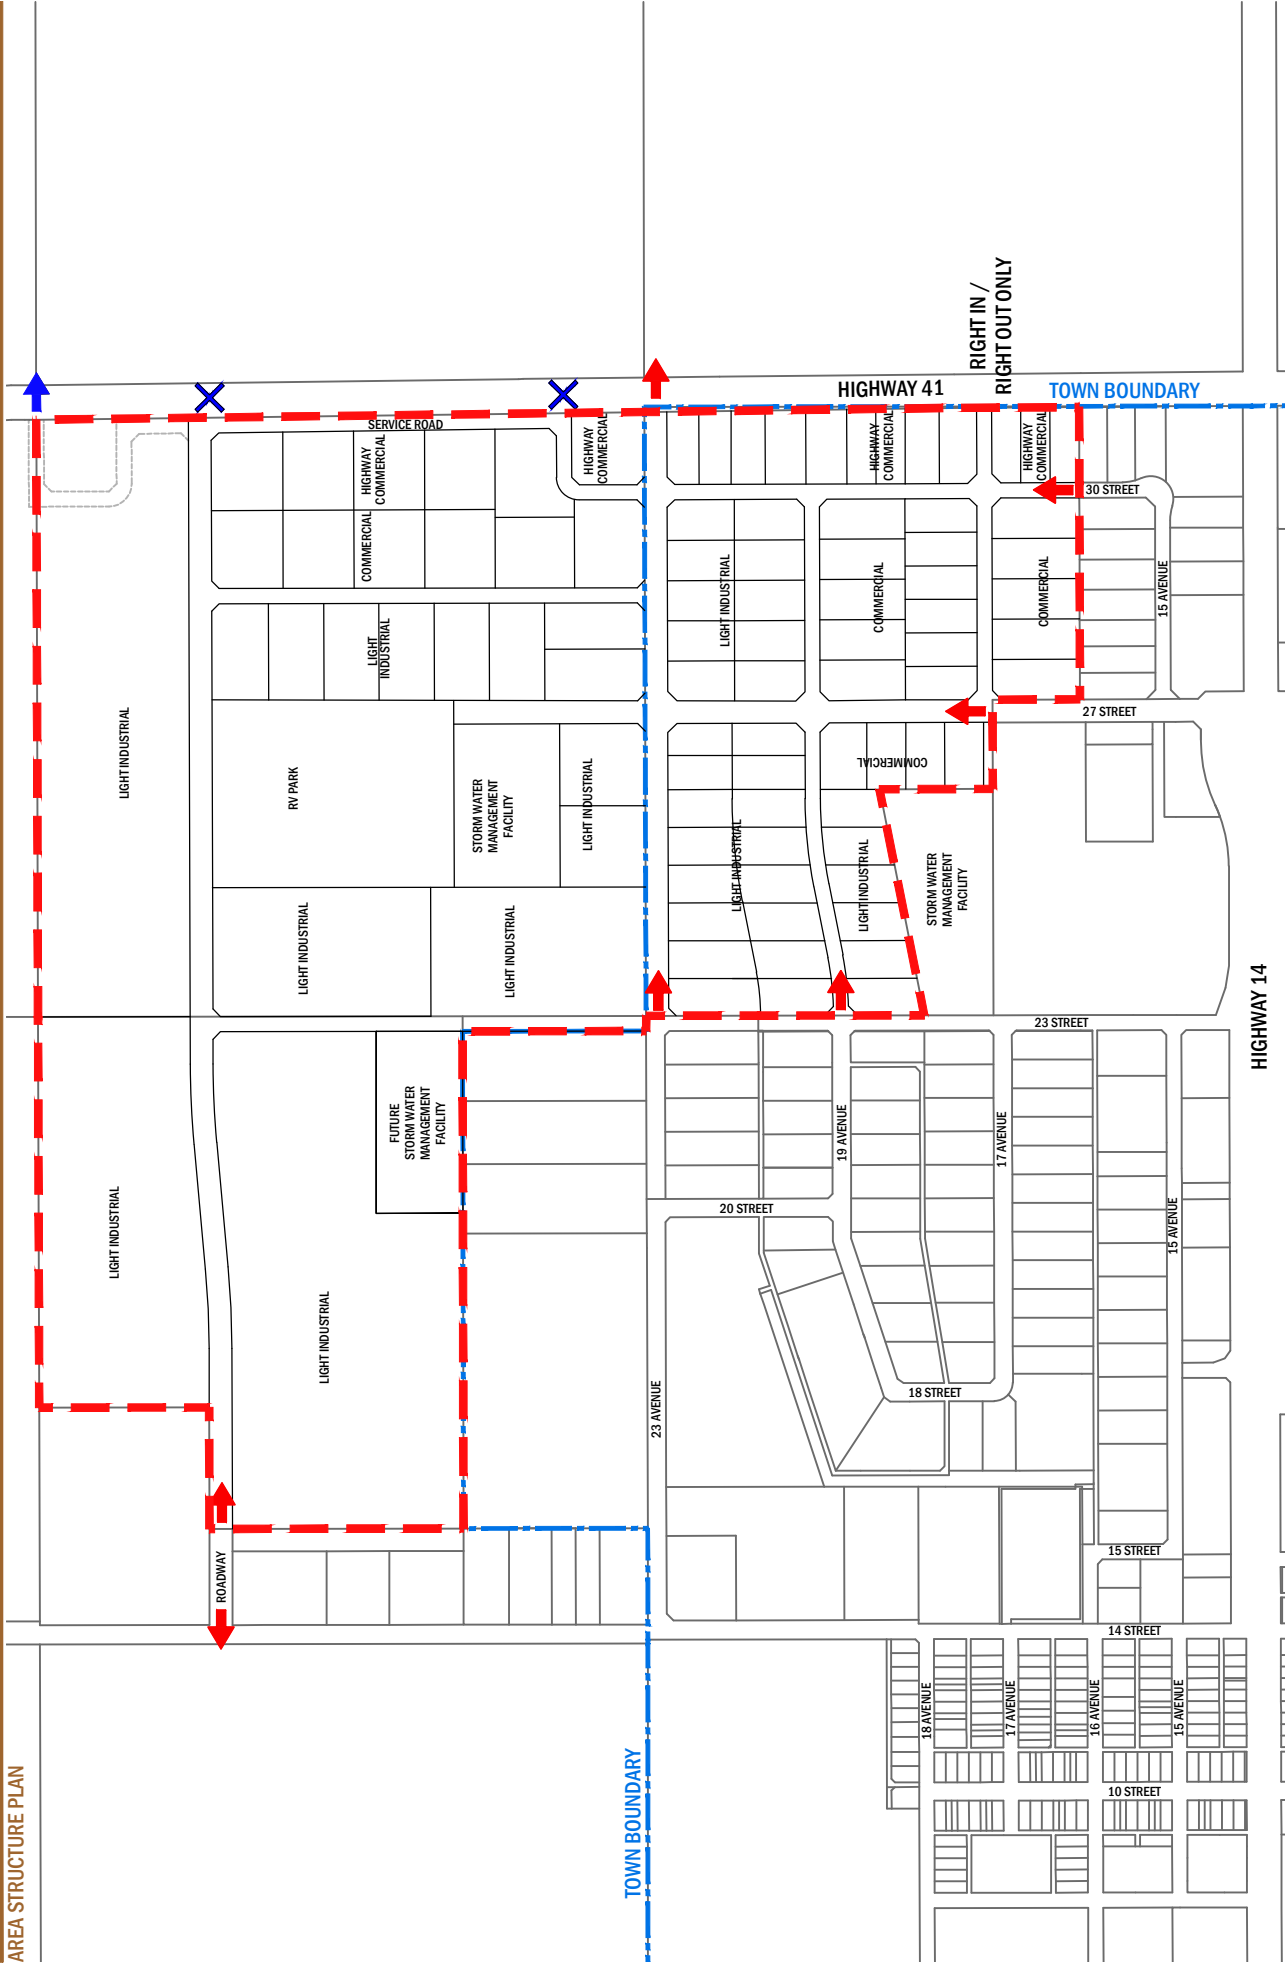 RIGHT IN /
RIGHT OUT ONLY
HIGHWAY 41
TOWN BOUNDARY
SERVICE ROAD
HIGHWAY
COMMERCIAL
HIGHWAY
COMMERCIAL
HIGHWAY
COMMERCIAL
HIGHWAY
COMMERCIAL
30 STREET
COMMERCIAL
LIGHT INDUSTRIAL
COMMERCIAL
COMMERCIAL
15 AVENUE
LIGHT
INDUSTRIAL
27 STREET
LIGHT INDUSTRIAL
RV PARK
STORM WATER
MANAGEMENT
FACILITY
LIGHT INDUSTRIAL
COMMERCIAL
LIGHT INDUSTRIAL
LIGHT INDUSTRIAL
STORM WATER
MANAGEMENT
FACILITY
LIGHT INDUSTRIAL
LIGHT INDUSTRIAL
HIGHWAY 14
23 STREET
FUTURE
STORM WATER
MANAGEMENT
FACILITY
19 AVENUE
17 AVENUE
LIGHT INDUSTRIAL
20 STREET
15 AVENUE
LIGHT INDUSTRIAL
23 AVENUE
18 STREET
ROADWAY
15 STREET
14 STREET
18 AVENUE
17 AVENUE
16 AVENUE
15 AVENUE
10 STREET
TOWN BOUNDARY
AREA STRUCTURE PLAN